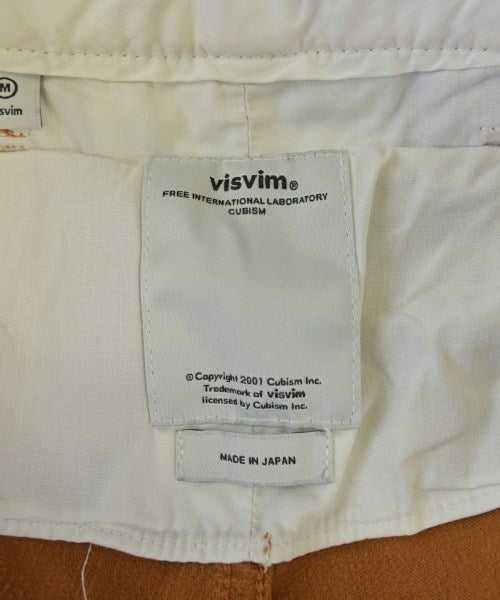 M
svim
visvim®
FREE INTERNATIONAL LABORATORY
CUBISM
© Copyright 2001 Cubism Inc.
Trademark of visvim
licensed by Cubism Inc.
MADE IN JAPAN